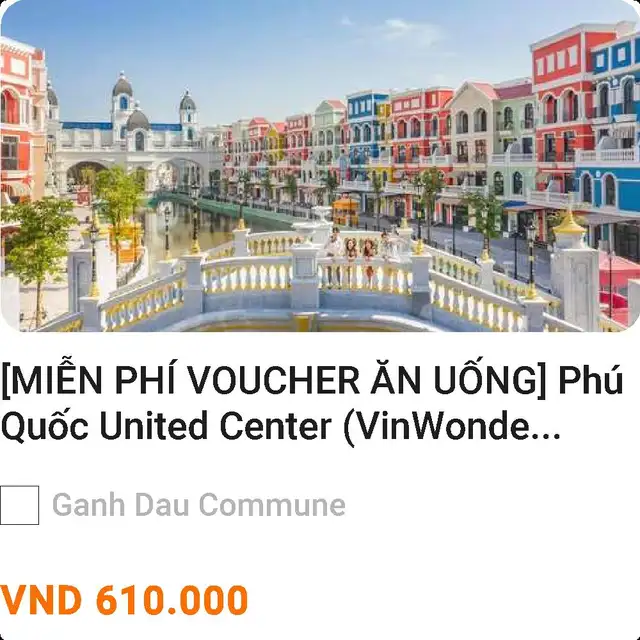 [MIỄN PHÍ VOUCHER ĂN UỐNG] Phú
Quốc United Center (VinWonde...
Ganh Dau Commune
VND 610.000